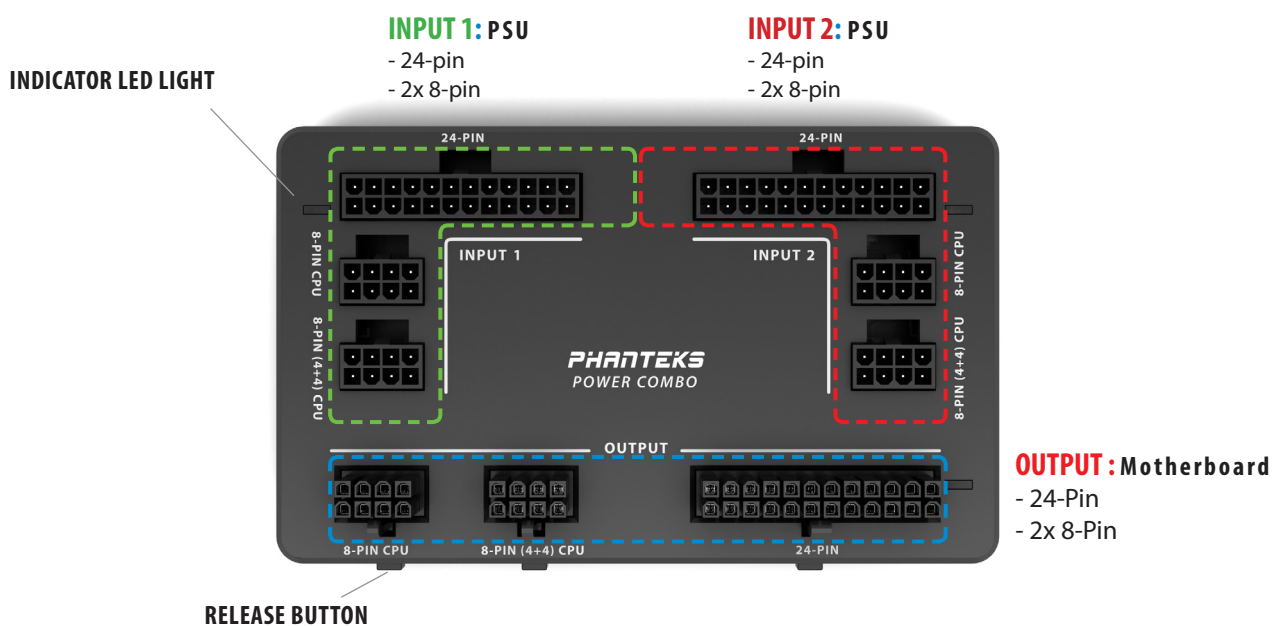 INPUT 1: PSU
- 24-pin
- 2x 8-pin
INPUT 2: PSU
- 24-pin
- 2x 8-pin
INDICATOR LED LIGHT
24-PIN
24-PIN
8-PIN CPU
INPUT 1
INPUT 2
8-PIN CPU
8-PIN (4+4) CPU
PHANTEKS
POWER COMBO
8-PIN (4+4) CPU
OUTPUT
OUTPUT : Motherboard
- 24-Pin
- 2x 8-Pin
8-PIN CPU
8-PIN (4+4) CPU
24-PIN
RELEASE BUTTON